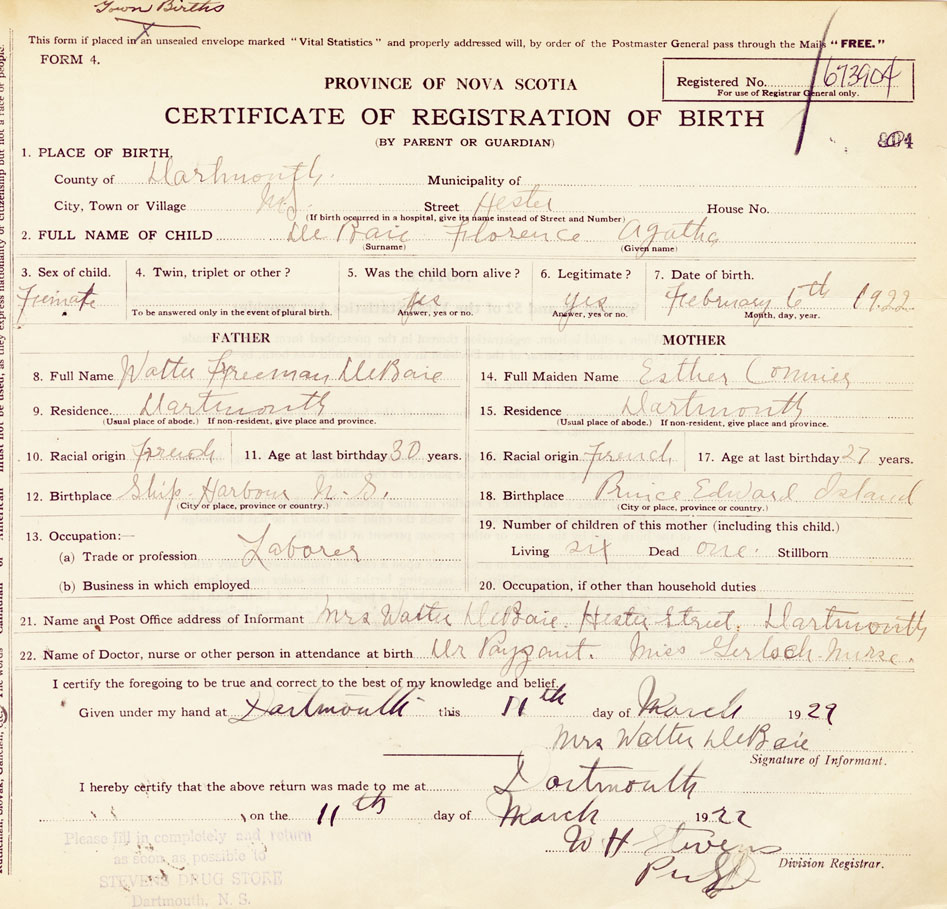 Town Births
X
This form if placed in an unsealed envelope marked "Vital Statistics" and properly addressed will, by order of the Postmaster General pass through the Mails "FREE."
FORM 4.
PROVINCE OF NOVA SCOTIA
Registered No. 673904
For use of Registrar General only.
CERTIFICATE OF REGISTRATION OF BIRTH
(BY PARENT OR GUARDIAN)
1. PLACE OF BIRTH.
County of Dartmouth. Municipality of
City, Town or Village N.S. Street Hester House No.
(If birth occurred in a hospital, give its name instead of Street and Number)
2. FULL NAME OF CHILD DeBaie Florence Agatha
(Surname) (Given name)
3. Sex of child. 4. Twin, triplet or other? 5. Was the child born alive? 6. Legitimate? 7. Date of birth.
Female yes yes February 6th 1922
To be answered only in the event of plural birth. Answer, yes or no. Answer, yes or no. Month, day, year.
FATHER MOTHER
8. Full Name Walter Freeman DeBaie 14. Full Maiden Name Esther
9. Residence Dartmouth 15. Residence Dartmouth
(Usual place of abode.) If non-resident, give place and province. (Usual place of abode.) If non-resident, give place and province.
10. Racial origin French 11. Age at last birthday 30 years. 16. Racial origin French 17. Age at last birthday 27 years.
12. Birthplace Ship Harbour N.S. 18. Birthplace Prince Edward Island
(City or place, province or country.) (City or place, province or country.)
13. Occupation:— 19. Number of children of this mother (including this child.)
(a) Trade or profession Laborer Living six Dead one. Stillborn
(b) Business in which employed 20. Occupation, if other than household duties
21. Name and Post Office address of Informant Mrs Walter DeBaie. Hester Street. Dartmouth
22. Name of Doctor, nurse or other person in attendance at birth Dr Payzant. Miss Nurse.
I certify the foregoing to be true and correct to the best of my knowledge and belief.
Given under my hand at Dartmouth this 11th day of March 1929
Mrs Walter DeBaie
Signature of Informant.
I hereby certify that the above return was made to me at Dartmouth
on the 11th day of March 1922
W H Stevens
Division Registrar.
Please fill in completely and return
as soon as possible to
STEVENS DRUG STORE
Dartmouth, N. S.